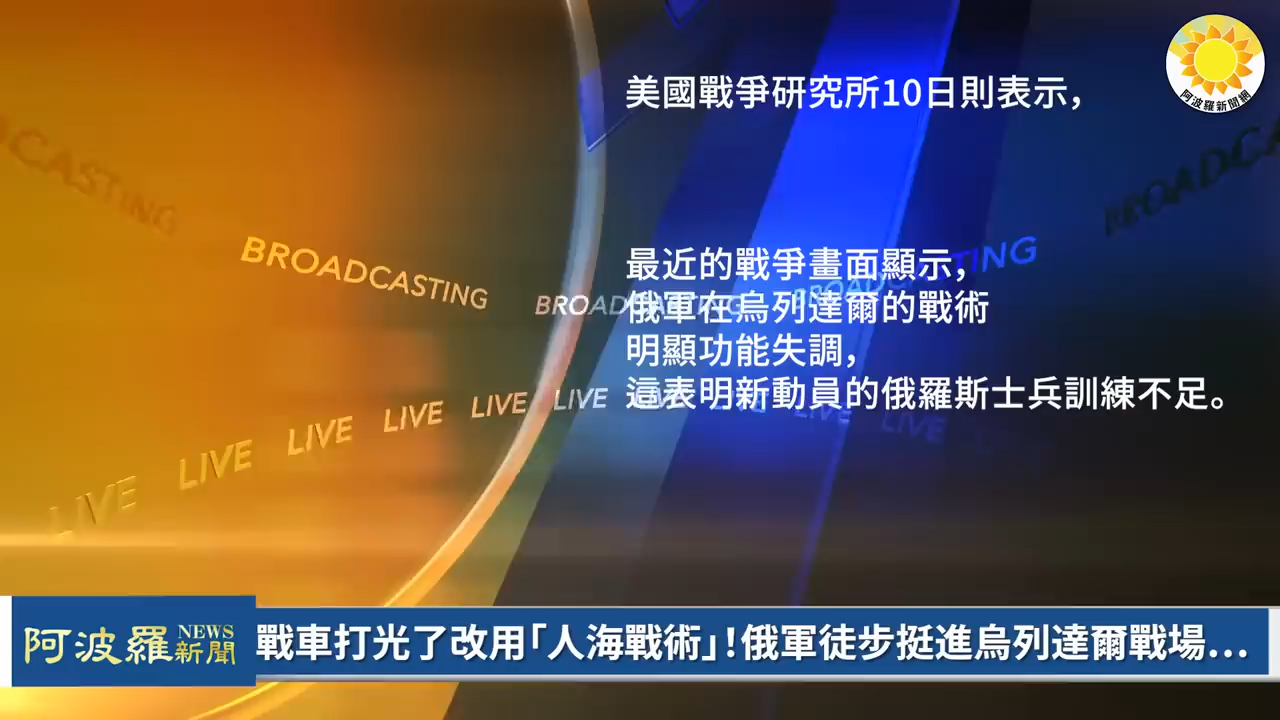 阿波羅新聞網
美國戰爭研究所10日則表示,
最近的戰爭畫面顯示,
俄軍在烏列達爾的戰術
明顯功能失調,
這表明新動員的俄羅斯士兵訓練不足。
BROADCASTING
BROADCASTING
BROADCASTING
LIVE LIVE LIVE LIVE LIVE LIVE LIVE LIVE LIVE
阿波羅 NEWS 新聞
戰車打光了改用「人海戰術」!俄軍徒步挺進烏列達爾戰場...